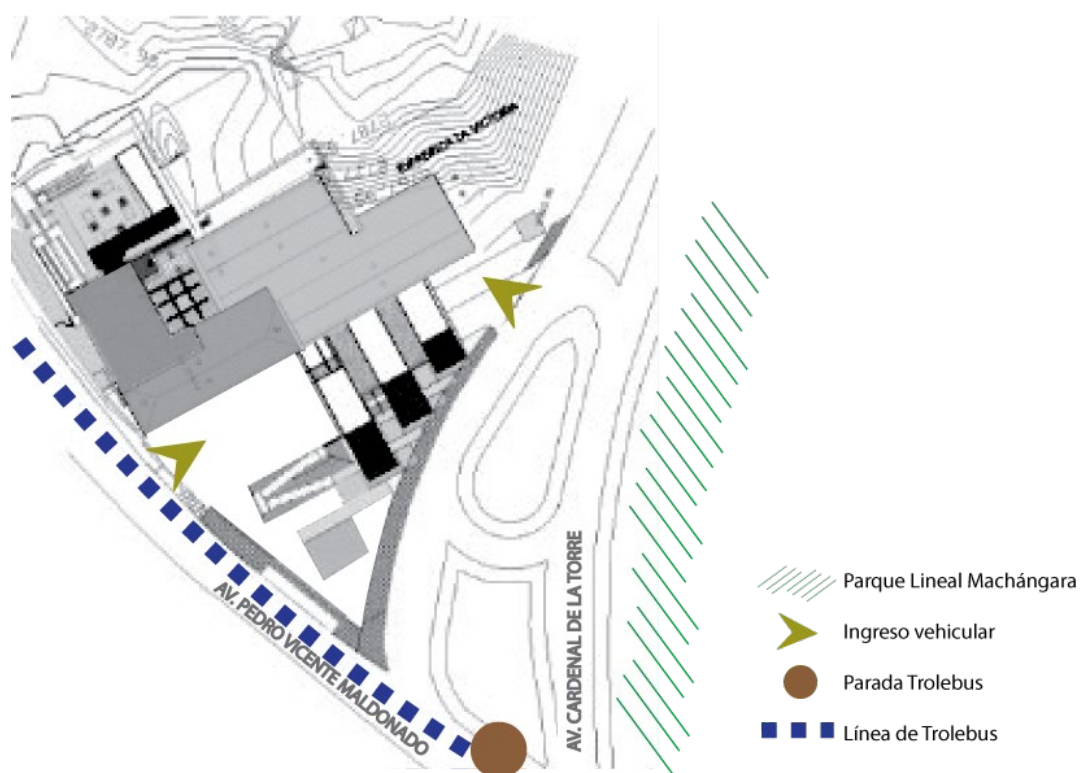 AV. PEDRO VICENTE MALDONADO
AV. CARDENAL DE LA TORRE
Parque Lineal Machángara
Ingreso vehicular
Parada Trolebus
Línea de Trolebus